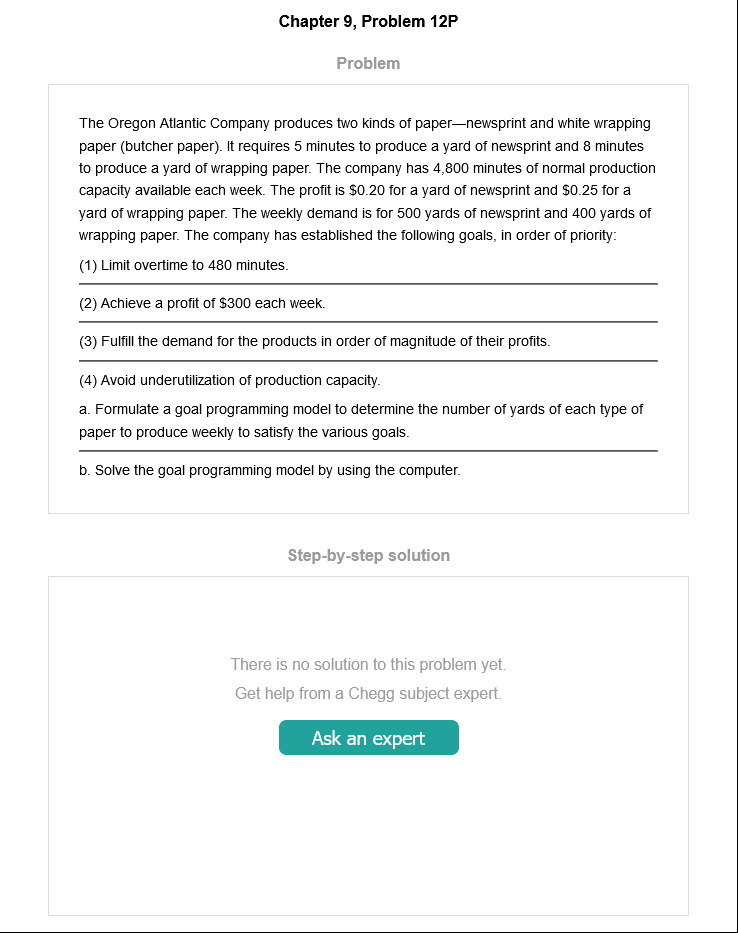 Chapter 9, Problem 12P
Problem
The Oregon Atlantic Company produces two kinds of paper—newsprint and white wrapping
paper (butcher paper). It requires 5 minutes to produce a yard of newsprint and 8 minutes
to produce a yard of wrapping paper. The company has 4,800 minutes of normal production
capacity available each week. The profit is $0.20 for a yard of newsprint and $0.25 for a
yard of wrapping paper. The weekly demand is for 500 yards of newsprint and 400 yards of
wrapping paper. The company has established the following goals, in order of priority:
(1) Limit overtime to 480 minutes.
(2) Achieve a profit of $300 each week.
(3) Fulfill the demand for the products in order of magnitude of their profits.
(4) Avoid underutilization of production capacity.
a. Formulate a goal programming model to determine the number of yards of each type of
paper to produce weekly to satisfy the various goals.
b. Solve the goal programming model by using the computer.
Step-by-step solution
There is no solution to this problem yet.
Get help from a Chegg subject expert.
Ask an expert